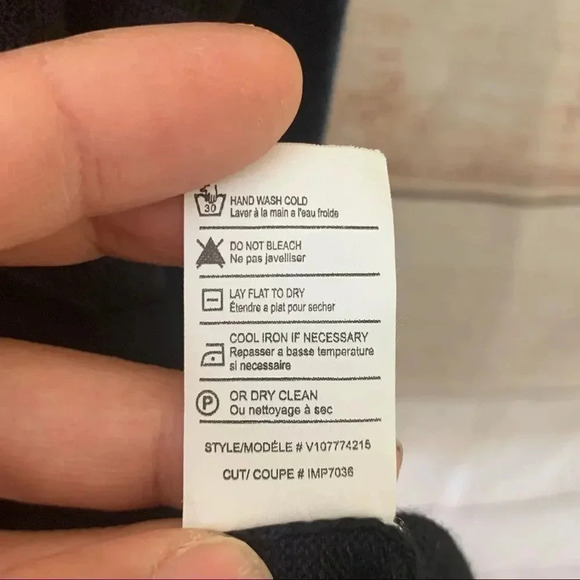 30
HAND WASH COLD
Laver à la main a l'eau froide
DO NOT BLEACH
Ne pas javelliser
LAY FLAT TO DRY
Étendre a plat pour secher
COOL IRON IF NECESSARY
Repasser a basse temperature
si necessaire
P
OR DRY CLEAN
Ou nettoyage à sec
STYLE/MODÉLE # V107774215
CUT/ COUPE # IMP7036